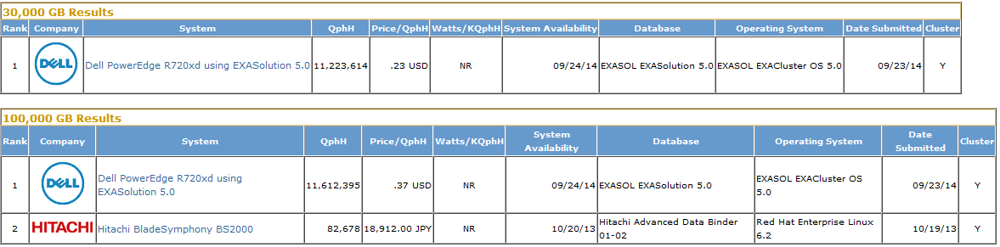 30,000 GB Results
Rank Company System QphH Price/QphH Watts/KQphH System Availability Database Operating System Date Submitted Cluster
1 DELL Dell PowerEdge R720xd using EXASolution 5.0 11,223,614 .23 USD NR 09/24/14 EXASOL EXASolution 5.0 EXASOL EXACluster OS 5.0 09/23/14 Y
100,000 GB Results
Rank Company System QphH Price/QphH Watts/KQphH System Availability Database Operating System Date Submitted Cluster
1 DELL Dell PowerEdge R720xd using EXASolution 5.0 11,612,395 .37 USD NR 09/24/14 EXASOL EXASolution 5.0 EXASOL EXACluster OS 5.0 09/23/14 Y
2 HITACHI Hitachi BladeSymphony BS2000 82,678 18,912.00 JPY NR 10/20/13 Hitachi Advanced Data Binder 01-02 Red Hat Enterprise Linux 6.2 10/19/13 Y